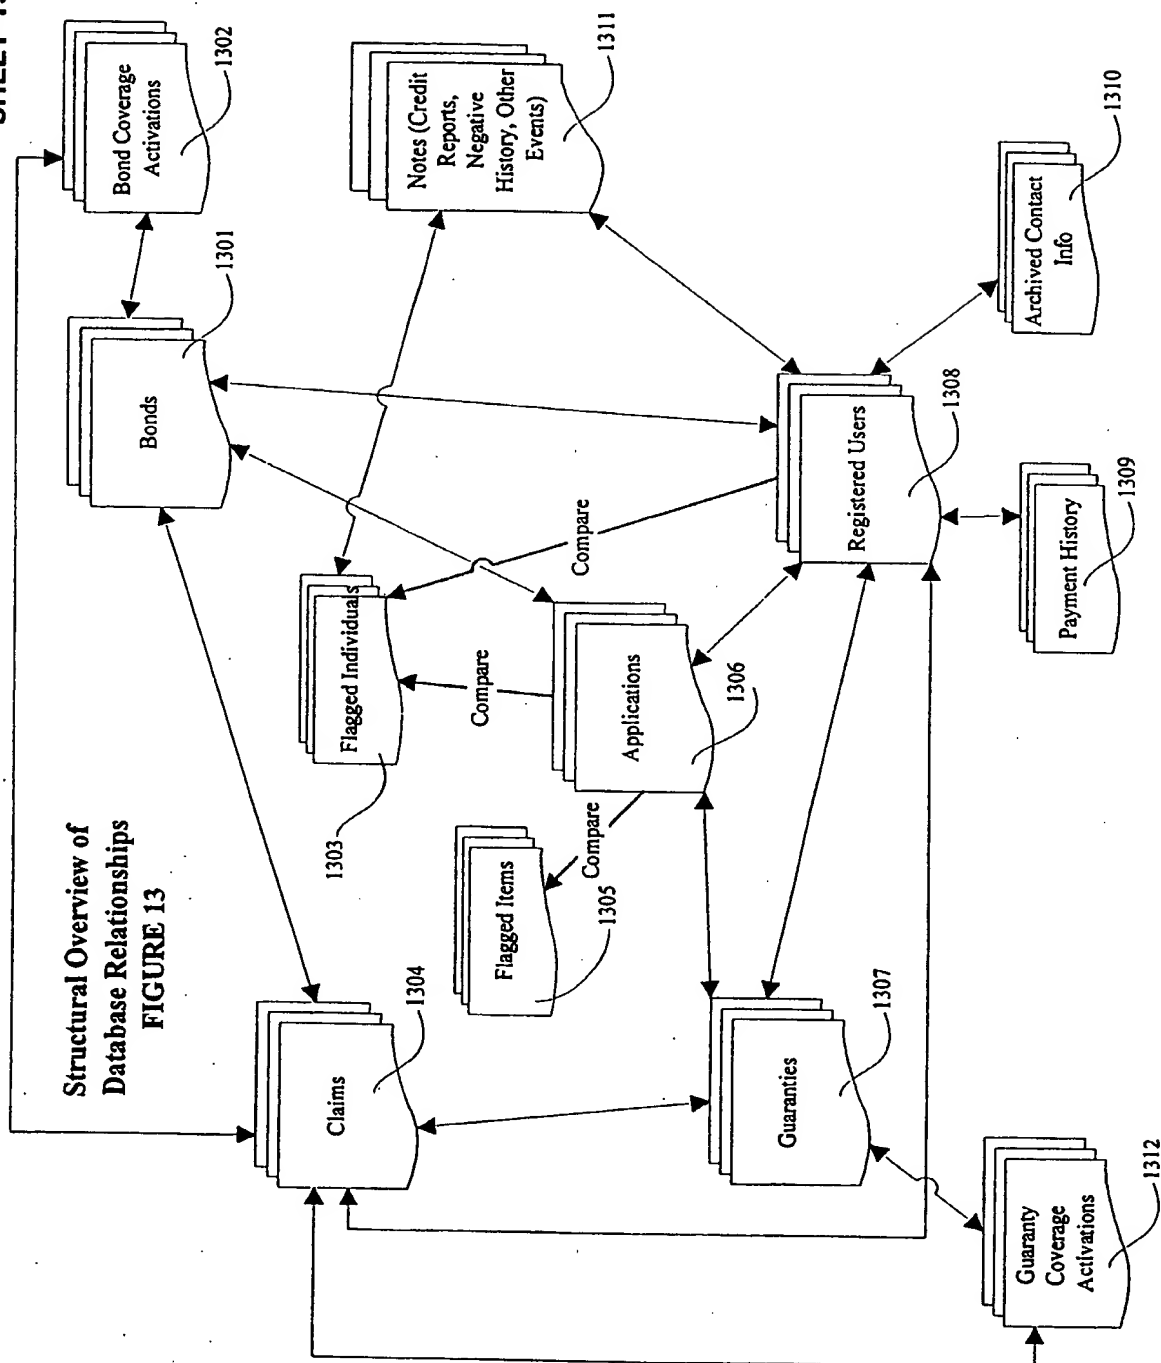 Structural Overview of
Database Relationships
FIGURE 13
Claims
1304
Bonds
1301
Bond Coverage
Activations
1302
Flagged Items
1305
Flagged Individuals
1303
Notes (Credit
Reports,
Negative
History, Other
Events)
1311
Compare
Compare
Compare
Applications
1306
Guaranties
1307
Registered Users
1308
Guaranty
Coverage
Activations
1312
Payment History
1309
Archived Contact
Info
1310